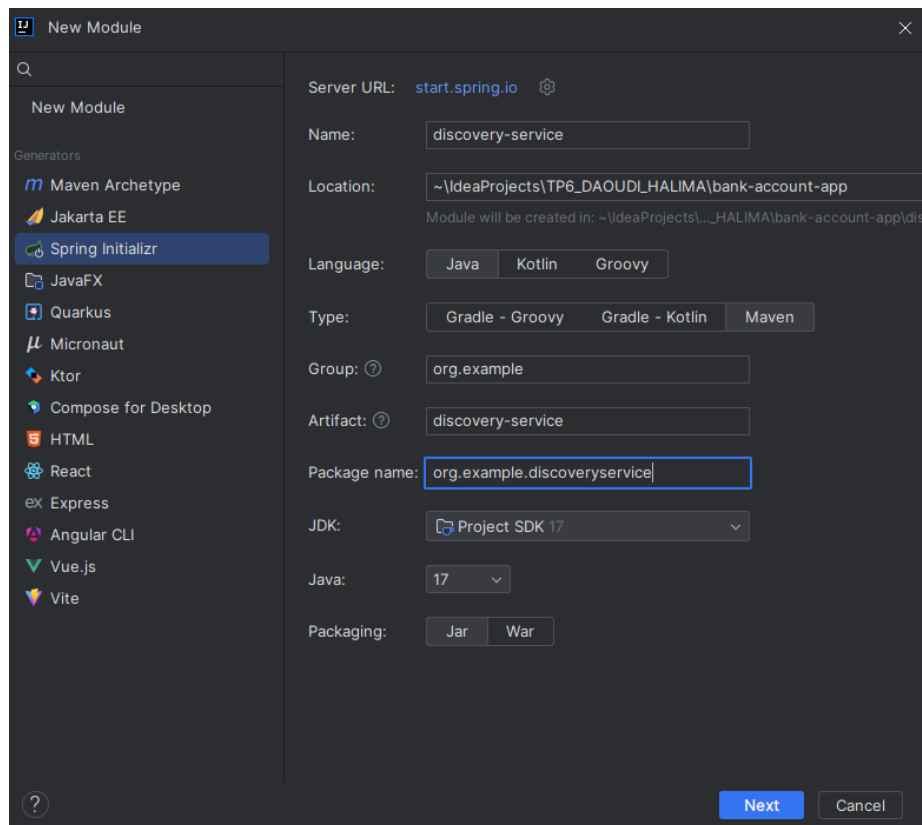 New Module
New Module
Generators
Maven Archetype
Jakarta EE
Spring Initializr
JavaFX
Quarkus
Micronaut
Ktor
Compose for Desktop
HTML
React
ex Express
Angular CLI
Vue.js
Vite
Server URL: start.spring.io
Name: discovery-service
Location: ~\IdeaProjects\TP6_DAOUDI_HALIMA\bank-account-app
Module will be created in: ~\IdeaProjects\..._HALIMA\bank-account-app\dis
Language: Java Kotlin Groovy
Type: Gradle - Groovy Gradle - Kotlin Maven
Group: ? org.example
Artifact: ? discovery-service
Package name: org.example.discoveryservice
JDK: Project SDK 17
Java: 17
Packaging: Jar War
? Next Cancel